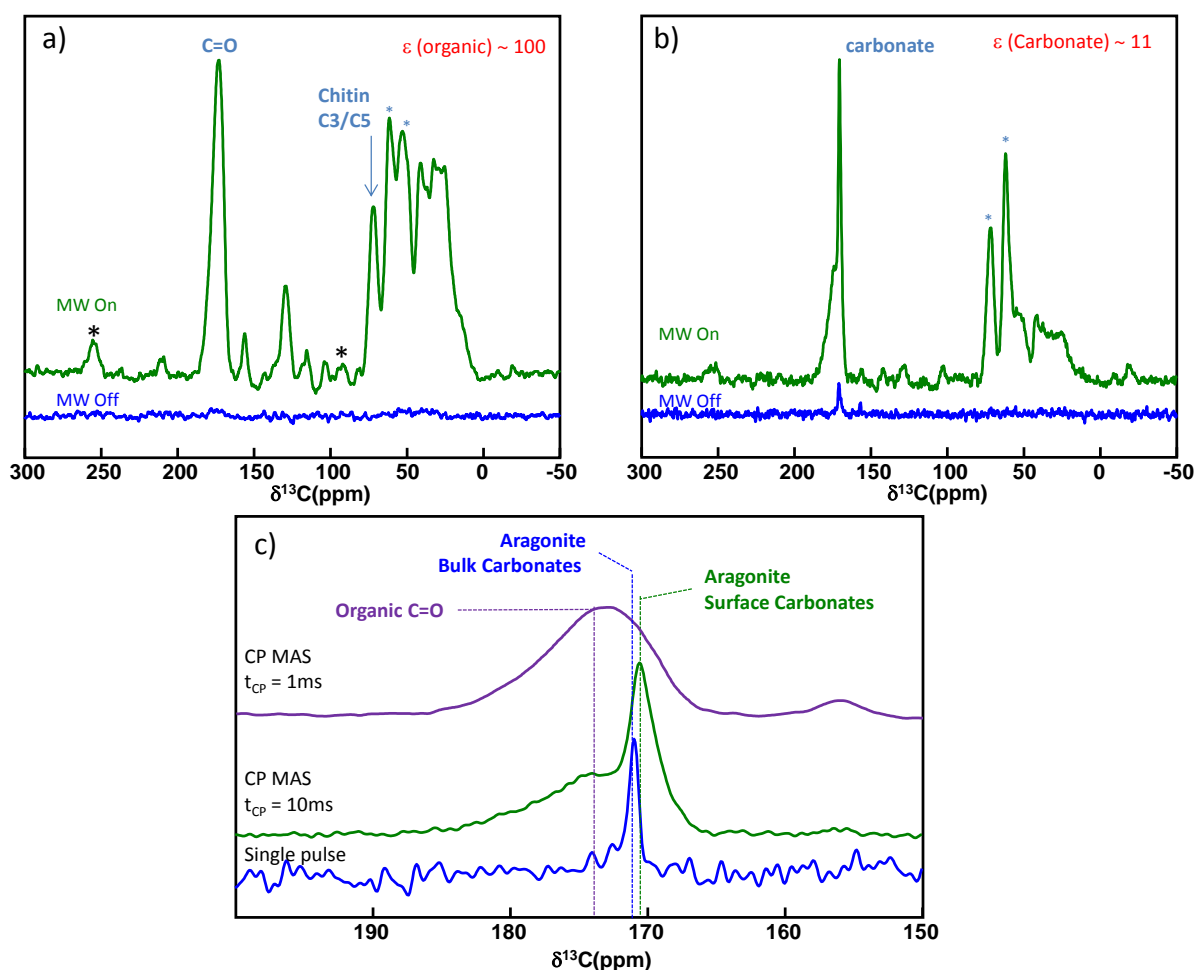 a)
C=O
ε (organic) ~ 100
Chitin
C3/C5
*
*
MW On
*
*
MW Off
300 250 200 150 100 50 0 -50
δ¹³C(ppm)
b)
carbonate
ε (Carbonate) ~ 11
*
*
MW On
MW Off
300 250 200 150 100 50 0 -50
δ¹³C(ppm)
c)
Aragonite
Bulk Carbonates
Aragonite
Surface Carbonates
Organic C=O
CP MAS
t_CP = 1ms
CP MAS
t_CP = 10ms
Single pulse
190 180 170 160 150
δ¹³C(ppm)